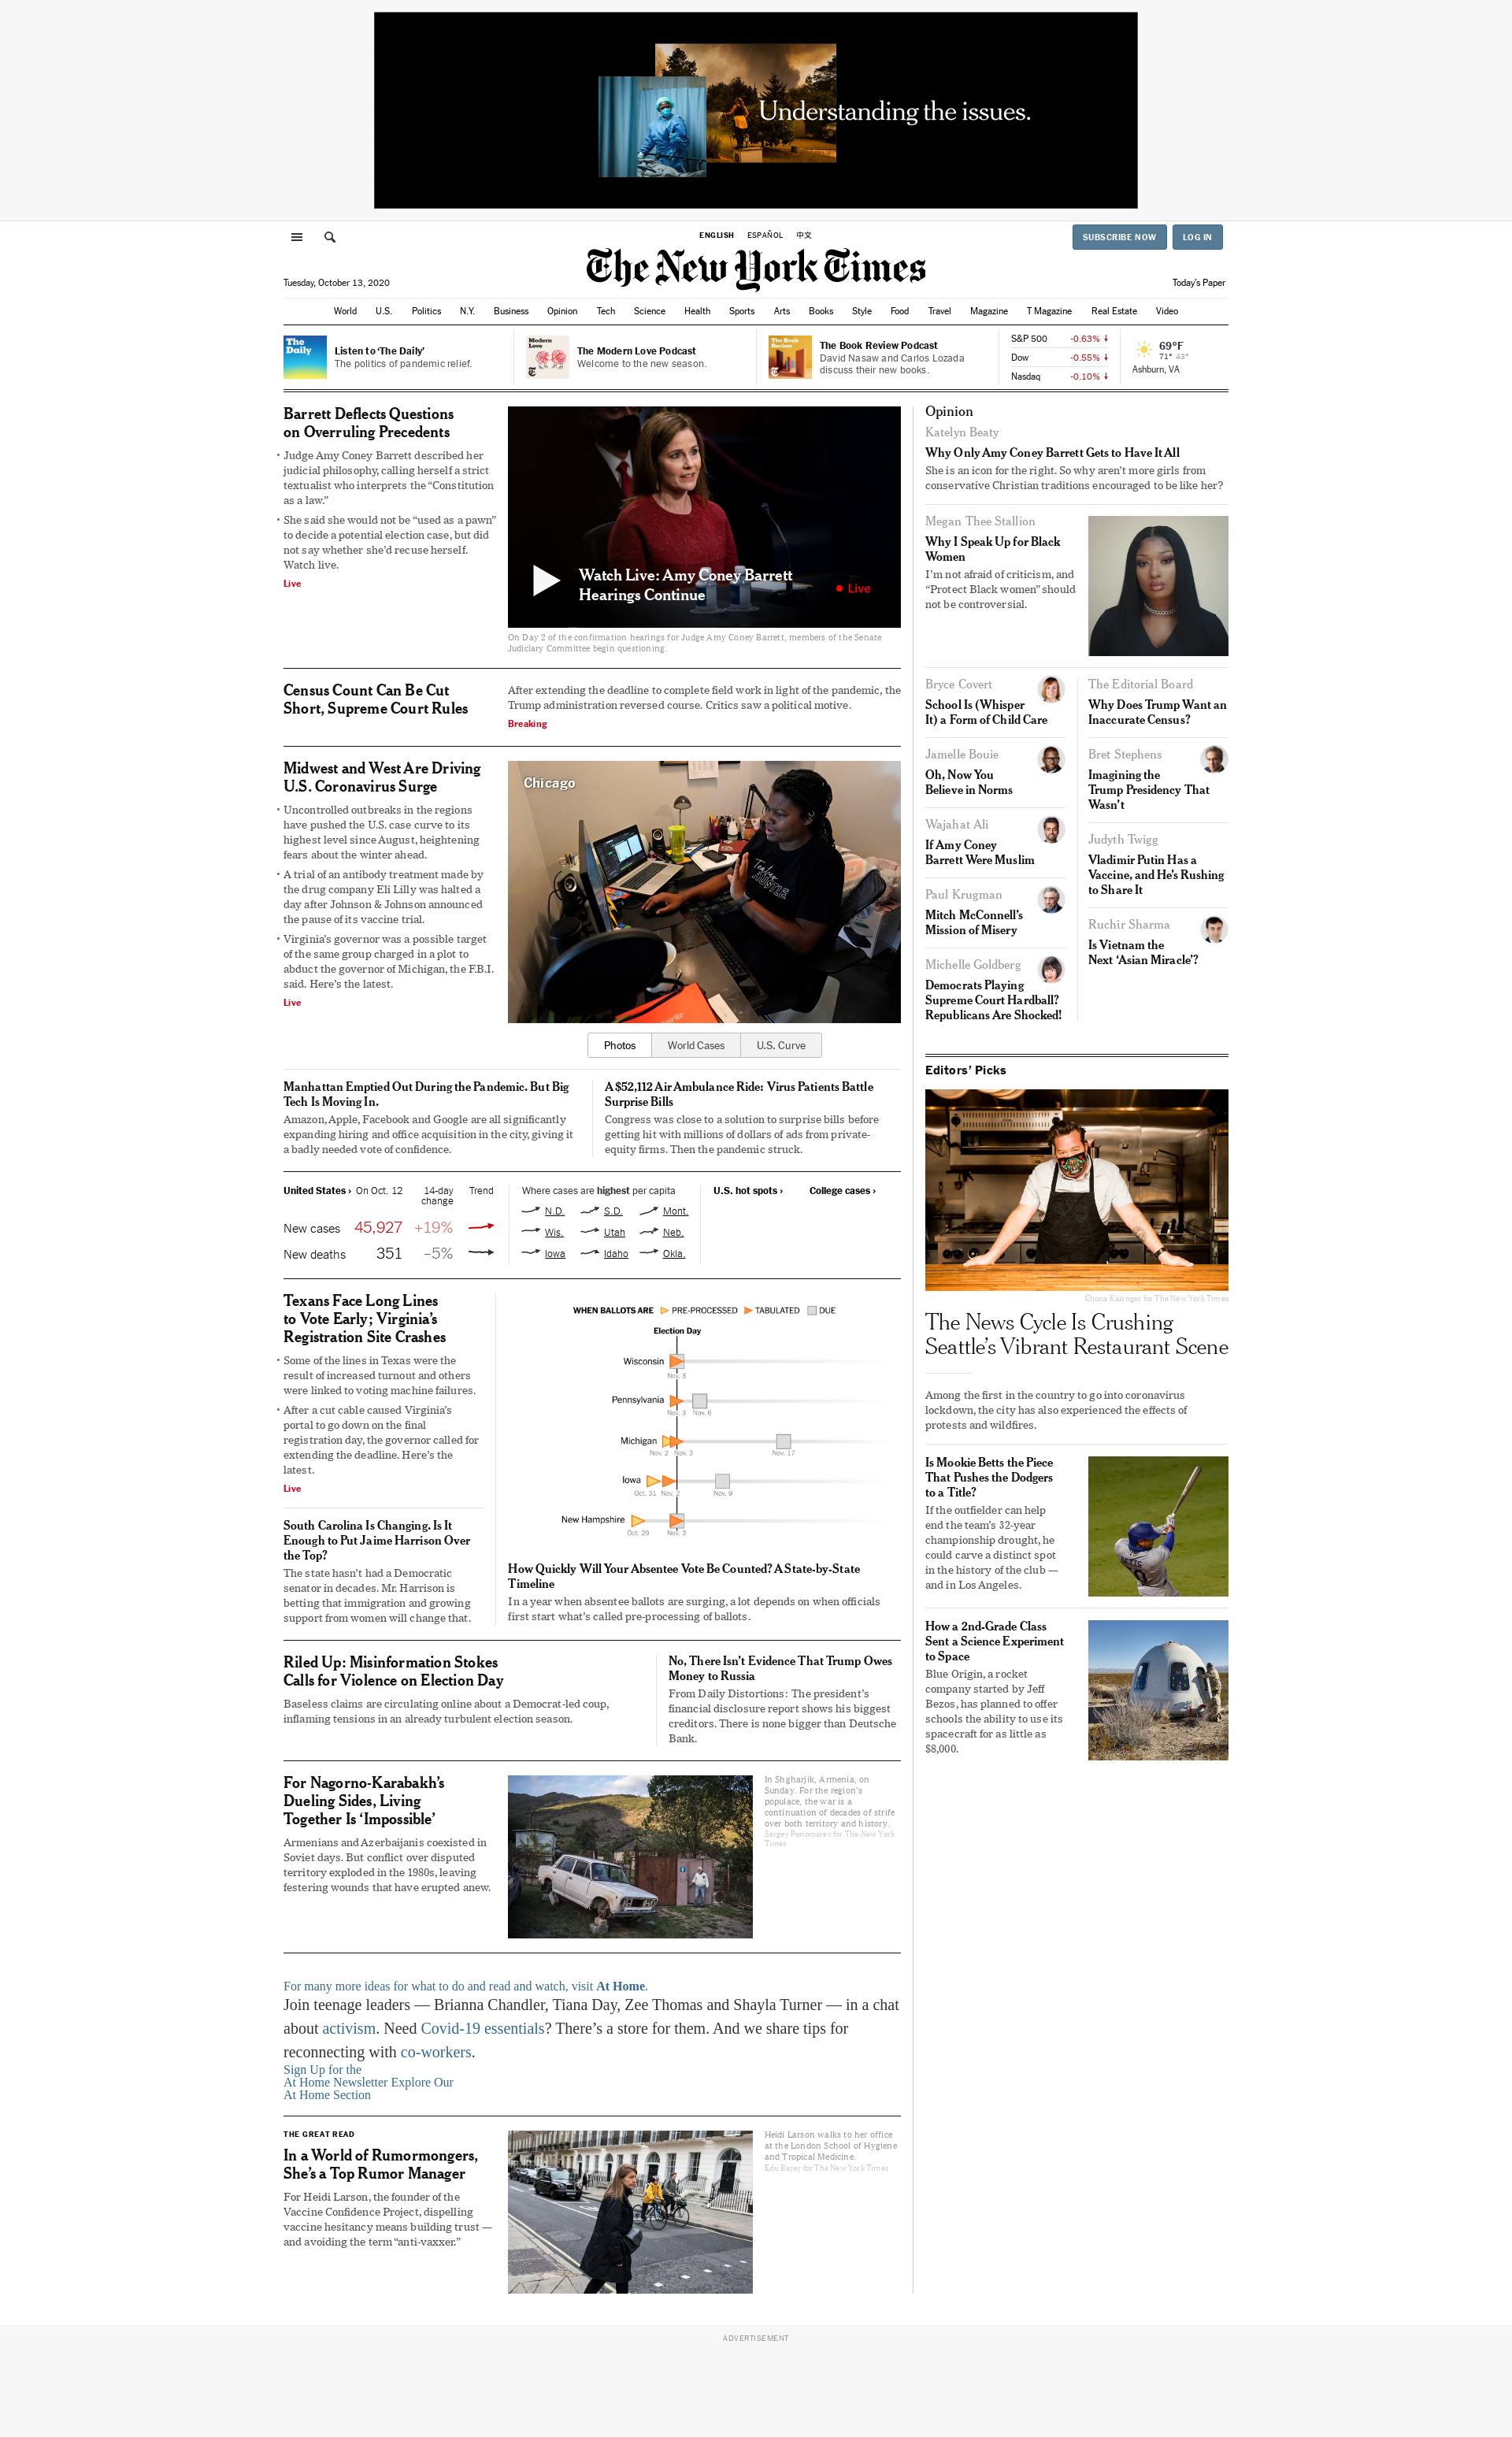 Understanding the issues.
ENGLISH ESPAÑOL 中文
SUBSCRIBE NOW LOG IN
The New York Times
Tuesday, October 13, 2020
Today's Paper
World U.S. Politics N.Y. Business Opinion Tech Science Health Sports Arts Books Style Food Travel Magazine T Magazine Real Estate Video
The Daily
Listen to ‘The Daily’
The politics of pandemic relief.
Modern Love
The Modern Love Podcast
Welcome to the new season.
The Book Review
The Book Review Podcast
David Nasaw and Carlos Lozada
discuss their new books.
S&P 500 -0.63%
Dow -0.55%
Nasdaq -0.10%
69°F
71° 43°
Ashburn, VA
Barrett Deflects Questions
on Overruling Precedents
• Judge Amy Coney Barrett described her
judicial philosophy, calling herself a strict
textualist who interprets the “Constitution
as a law.”
• She said she would not be “used as a pawn”
to decide a potential election case, but did
not say whether she’d recuse herself.
Watch live.
Live
Watch Live: Amy Coney Barrett
Hearings Continue
Live
On Day 2 of the confirmation hearings for Judge Amy Coney Barrett, members of the Senate
Judiciary Committee begin questioning.
Census Count Can Be Cut
Short, Supreme Court Rules
After extending the deadline to complete field work in light of the pandemic, the
Trump administration reversed course. Critics saw a political motive.
Breaking
Midwest and West Are Driving
U.S. Coronavirus Surge
• Uncontrolled outbreaks in the regions
have pushed the U.S. case curve to its
highest level since August, heightening
fears about the winter ahead.
• A trial of an antibody treatment made by
the drug company Eli Lilly was halted a
day after Johnson & Johnson announced
the pause of its vaccine trial.
• Virginia’s governor was a possible target
of the same group charged in a plot to
abduct the governor of Michigan, the F.B.I.
said. Here’s the latest.
Live
Chicago
Teacher
HUSTLE
Photos World Cases U.S. Curve
Manhattan Emptied Out During the Pandemic. But Big
Tech Is Moving In.
Amazon, Apple, Facebook and Google are all significantly
expanding hiring and office acquisition in the city, giving it
a badly needed vote of confidence.
A $52,112 Air Ambulance Ride: Virus Patients Battle
Surprise Bills
Congress was close to a solution to surprise bills before
getting hit with millions of dollars of ads from private-
equity firms. Then the pandemic struck.
United States › On Oct. 12 14-day
change Trend
New cases 45,927 +19%
New deaths 351 –5%
Where cases are highest per capita
N.D. S.D. Mont.
Wis. Utah Neb.
Iowa Idaho Okla.
U.S. hot spots › College cases ›
Texans Face Long Lines
to Vote Early; Virginia’s
Registration Site Crashes
• Some of the lines in Texas were the
result of increased turnout and others
were linked to voting machine failures.
• After a cut cable caused Virginia’s
portal to go down on the final
registration day, the governor called for
extending the deadline. Here’s the
latest.
Live
South Carolina Is Changing. Is It
Enough to Put Jaime Harrison Over
the Top?
The state hasn’t had a Democratic
senator in decades. Mr. Harrison is
betting that immigration and growing
support from women will change that.
WHEN BALLOTS ARE PRE-PROCESSED TABULATED DUE
Election Day
Wisconsin
Nov. 3
Pennsylvania
Nov. 3 Nov. 6
Michigan
Nov. 2 Nov. 3 Nov. 17
Iowa
Oct. 31 Nov. 2 Nov. 9
New Hampshire
Oct. 29 Nov. 3
How Quickly Will Your Absentee Vote Be Counted? A State-by-State
Timeline
In a year when absentee ballots are surging, a lot depends on when officials
first start what’s called pre-processing of ballots.
Riled Up: Misinformation Stokes
Calls for Violence on Election Day
Baseless claims are circulating online about a Democrat-led coup,
inflaming tensions in an already turbulent election season.
No, There Isn’t Evidence That Trump Owes
Money to Russia
From Daily Distortions: The president’s
financial disclosure report shows his biggest
creditors. There is none bigger than Deutsche
Bank.
For Nagorno-Karabakh’s
Dueling Sides, Living
Together Is ‘Impossible’
Armenians and Azerbaijanis coexisted in
Soviet days. But conflict over disputed
territory exploded in the 1980s, leaving
festering wounds that have erupted anew.
In Shgharjik, Armenia, on
Sunday. For the region’s
populace, the war is a
continuation of decades of strife
over both territory and history.
Sergey Ponomarev for The New York
Times
For many more ideas for what to do and read and watch, visit At Home.
Join teenage leaders — Brianna Chandler, Tiana Day, Zee Thomas and Shayla Turner — in a chat
about activism. Need Covid-19 essentials? There’s a store for them. And we share tips for
reconnecting with co-workers.
Sign Up for the
At Home Newsletter Explore Our
At Home Section
THE GREAT READ
In a World of Rumormongers,
She’s a Top Rumor Manager
For Heidi Larson, the founder of the
Vaccine Confidence Project, dispelling
vaccine hesitancy means building trust —
and avoiding the term “anti-vaxxer.”
Heidi Larson walks to her office
at the London School of Hygiene
and Tropical Medicine.
Edu Bayer for The New York Times
Opinion
Katelyn Beaty
Why Only Amy Coney Barrett Gets to Have It All
She is an icon for the right. So why aren’t more girls from
conservative Christian traditions encouraged to be like her?
Megan Thee Stallion
Why I Speak Up for Black
Women
I’m not afraid of criticism, and
“Protect Black women” should
not be controversial.
Bryce Covert
School Is (Whisper
It) a Form of Child Care
Jamelle Bouie
Oh, Now You
Believe in Norms
Wajahat Ali
If Amy Coney
Barrett Were Muslim
Paul Krugman
Mitch McConnell’s
Mission of Misery
Michelle Goldberg
Democrats Playing
Supreme Court Hardball?
Republicans Are Shocked!
The Editorial Board
Why Does Trump Want an
Inaccurate Census?
Bret Stephens
Imagining the
Trump Presidency That
Wasn’t
Judyth Twigg
Vladimir Putin Has a
Vaccine, and He’s Rushing
to Share It
Ruchir Sharma
Is Vietnam the
Next ‘Asian Miracle’?
Editors’ Picks
Chona Kasinger for The New York Times
The News Cycle Is Crushing
Seattle’s Vibrant Restaurant Scene
Among the first in the country to go into coronavirus
lockdown, the city has also experienced the effects of
protests and wildfires.
Is Mookie Betts the Piece
That Pushes the Dodgers
to a Title?
If the outfielder can help
end the team’s 32-year
championship drought, he
could carve a distinct spot
in the history of the club —
and in Los Angeles.
How a 2nd-Grade Class
Sent a Science Experiment
to Space
Blue Origin, a rocket
company started by Jeff
Bezos, has planned to offer
schools the ability to use its
spacecraft for as little as
$8,000.
ADVERTISEMENT